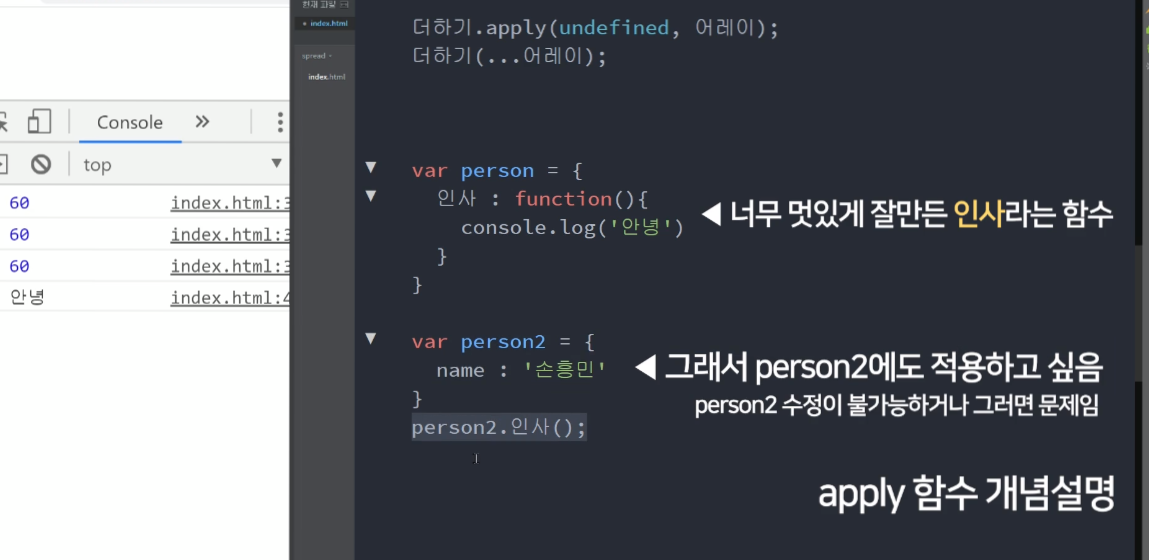 현재 파일
index.html
spread
index.html
Console
top
60 index.html:3
60 index.html:3
60 index.html:3
안녕 index.html:4
더하기.apply(undefined, 어레이);
더하기(...어레이);
var person = {
인사 : function(){
console.log('안녕')
}
}
◀ 너무 멋있게 잘만든 인사라는 함수
var person2 = {
name : '손흥민'
}
person2.인사();
◀ 그래서 person2에도 적용하고 싶음
person2 수정이 불가능하거나 그러면 문제임
apply 함수 개념설명